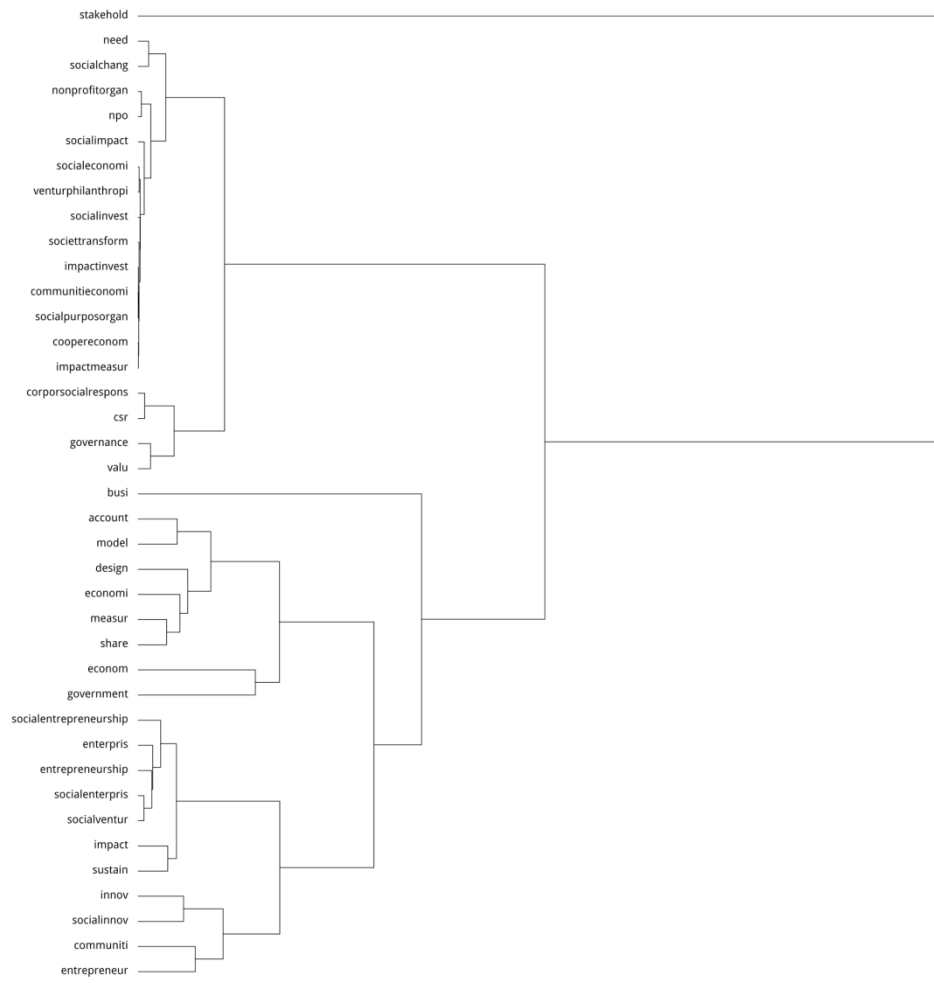 stakehold
need
socialchang
nonprofitorgan
npo
socialimpact
socialeconomi
venturphilanthropi
socialinvest
societtransform
impactinvest
communitieconomi
socialpurposorgan
coopereconom
impactmeasur
corporsocialrespons
csr
governance
valu
busi
account
model
design
economi
measur
share
econom
government
socialentrepreneurship
enterpris
entrepreneurship
socialenterpris
socialventur
impact
sustain
innov
socialinnov
communiti
entrepreneur